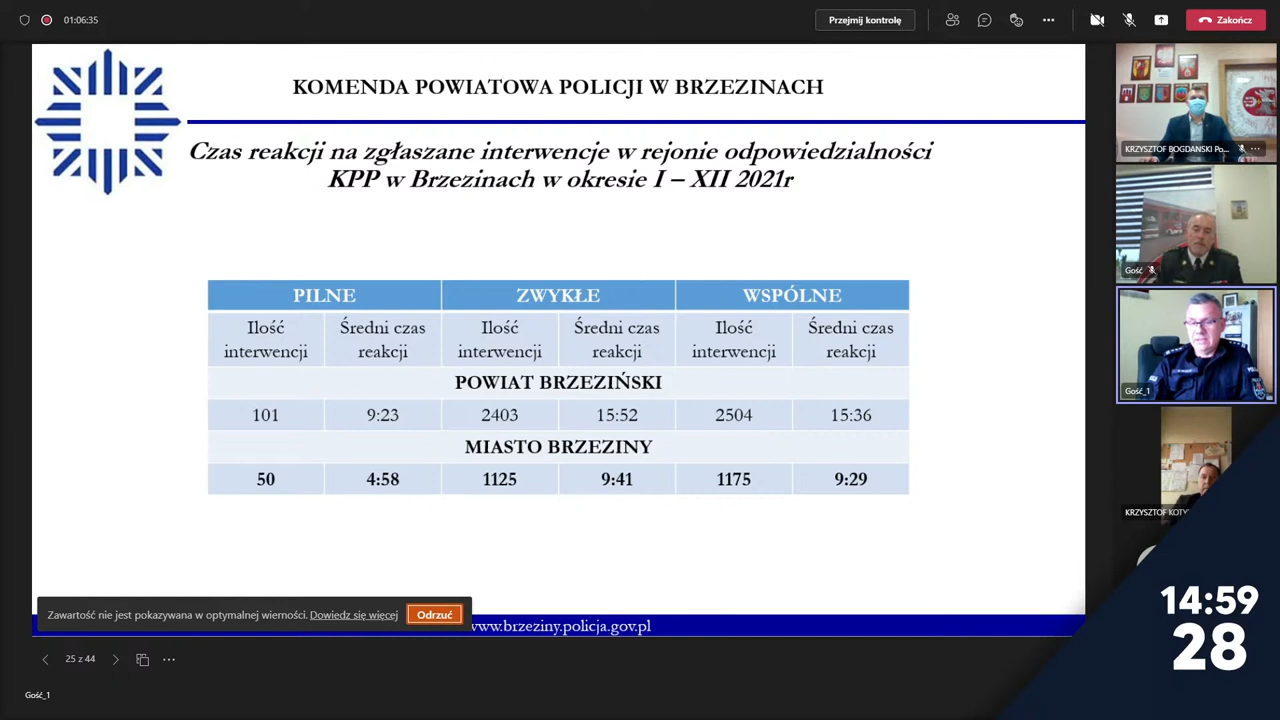 01:06:35
Przejmij kontrolę
Zakończ
KOMENDA POWIATOWA POLICJI W BRZEZINACH
Czas reakcji na zgłaszane interwencje w rejonie odpowiedzialności
KPP w Brzezinach w okresie I – XII 2021r
PILNE ZWYKŁE WSPÓLNE
Ilość interwencji Średni czas reakcji Ilość interwencji Średni czas reakcji Ilość interwencji Średni czas reakcji
POWIAT BRZEZIŃSKI
101 9:23 2403 15:52 2504 15:36
MIASTO BRZEZINY
50 4:58 1125 9:41 1175 9:29
Zawartość nie jest pokazywana w optymalnej wierności. Dowiedz się więcej
Odrzuć
www.brzeziny.policja.gov.pl
25 z 44
Gość_1
KRZYSZTOF BOGDANSKI Po...
Gość
Gość_1
KRZYSZTOF
14:59
28